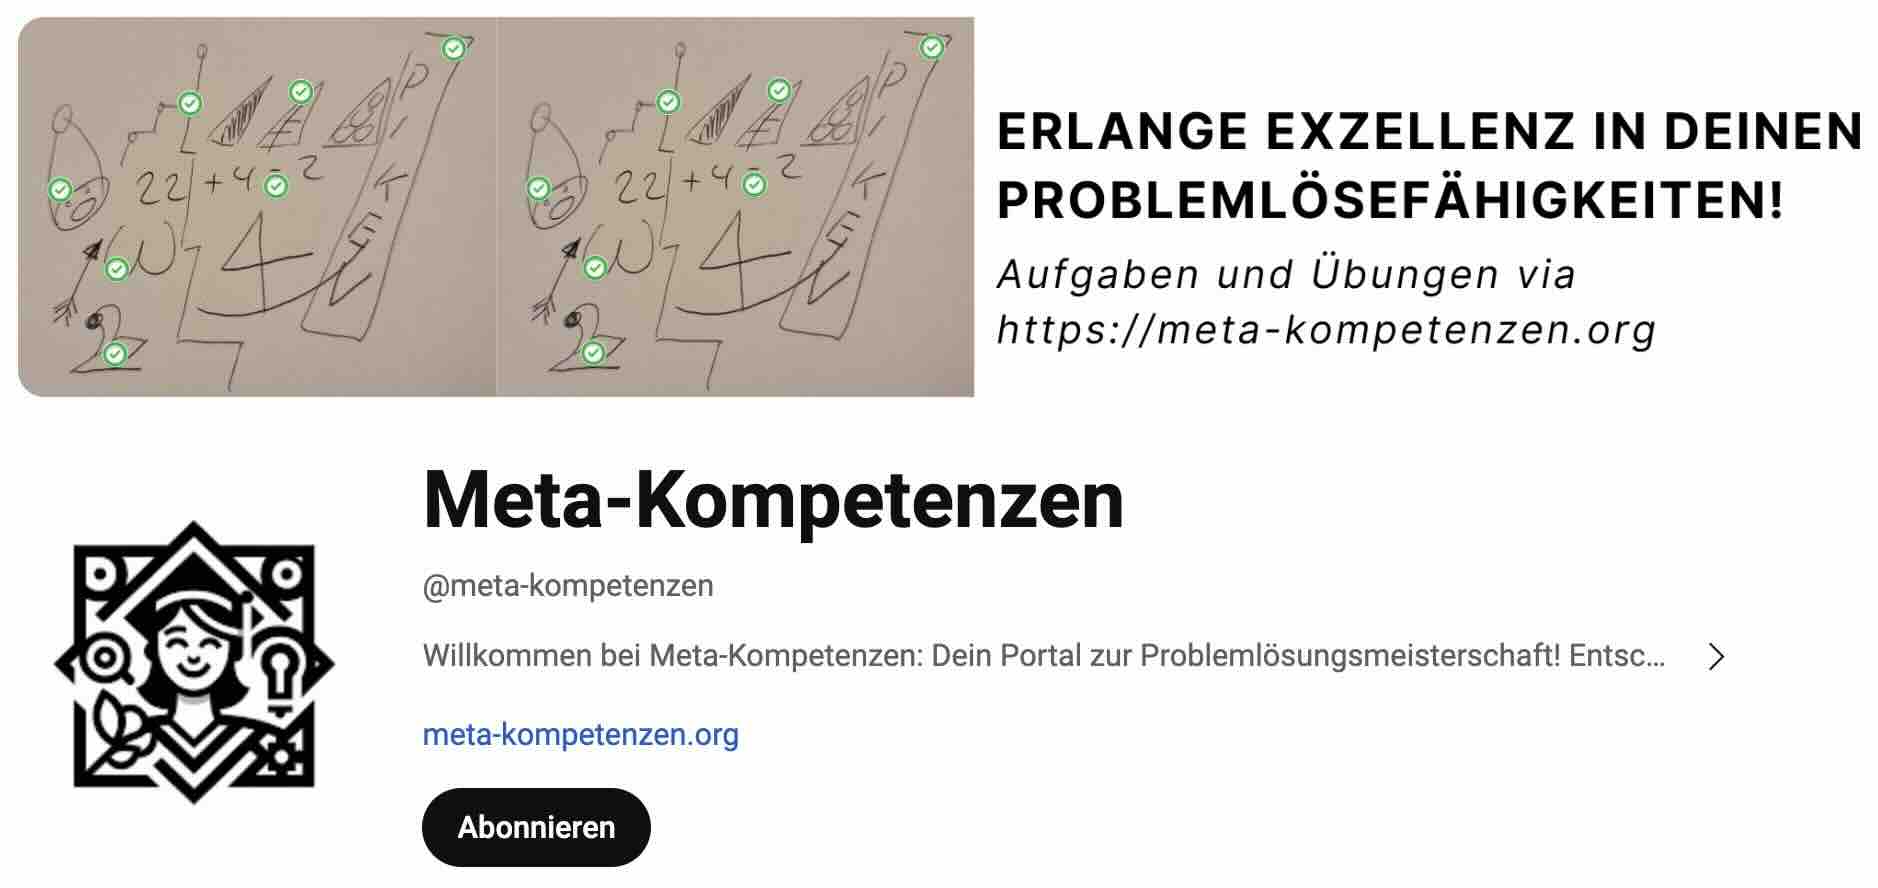 22 + 4 = 2
22 + 4 = 2
P
I
K
E
P
I
K
E
ERLANGE EXZELLENZ IN DEINEN
PROBLEMLÖSEFÄHIGKEITEN!
Aufgaben und Übungen via
https://meta-kompetenzen.org
Meta-Kompetenzen
@meta-kompetenzen
Willkommen bei Meta-Kompetenzen: Dein Portal zur Problemlösungsmeisterschaft! Entsc...
meta-kompetenzen.org
Abonnieren